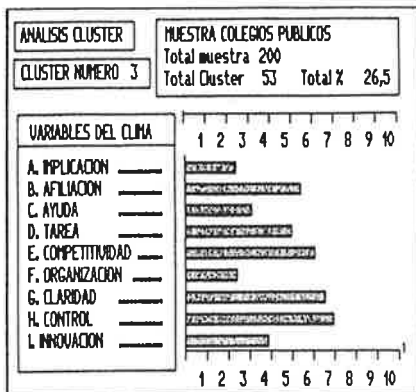 ANALISIS CLUSTER
CLUSTER NUMERO 3
MUESTRA COLEGIOS PUBLICOS
Total muestra 200
Total Cluster 53 Total % 26,5
VARIABLES DEL CLIMA
1 2 3 4 5 6 7 8 9 10
A. IMPLICACION
B. AFILIACION
C. AYUDA
D. TAREA
E. COMPETITIVIDAD
F. ORGANIZACION
G. CLARIDAD
H. CONTROL
I. INNOVACION
1 2 3 4 5 6 7 8 9 10